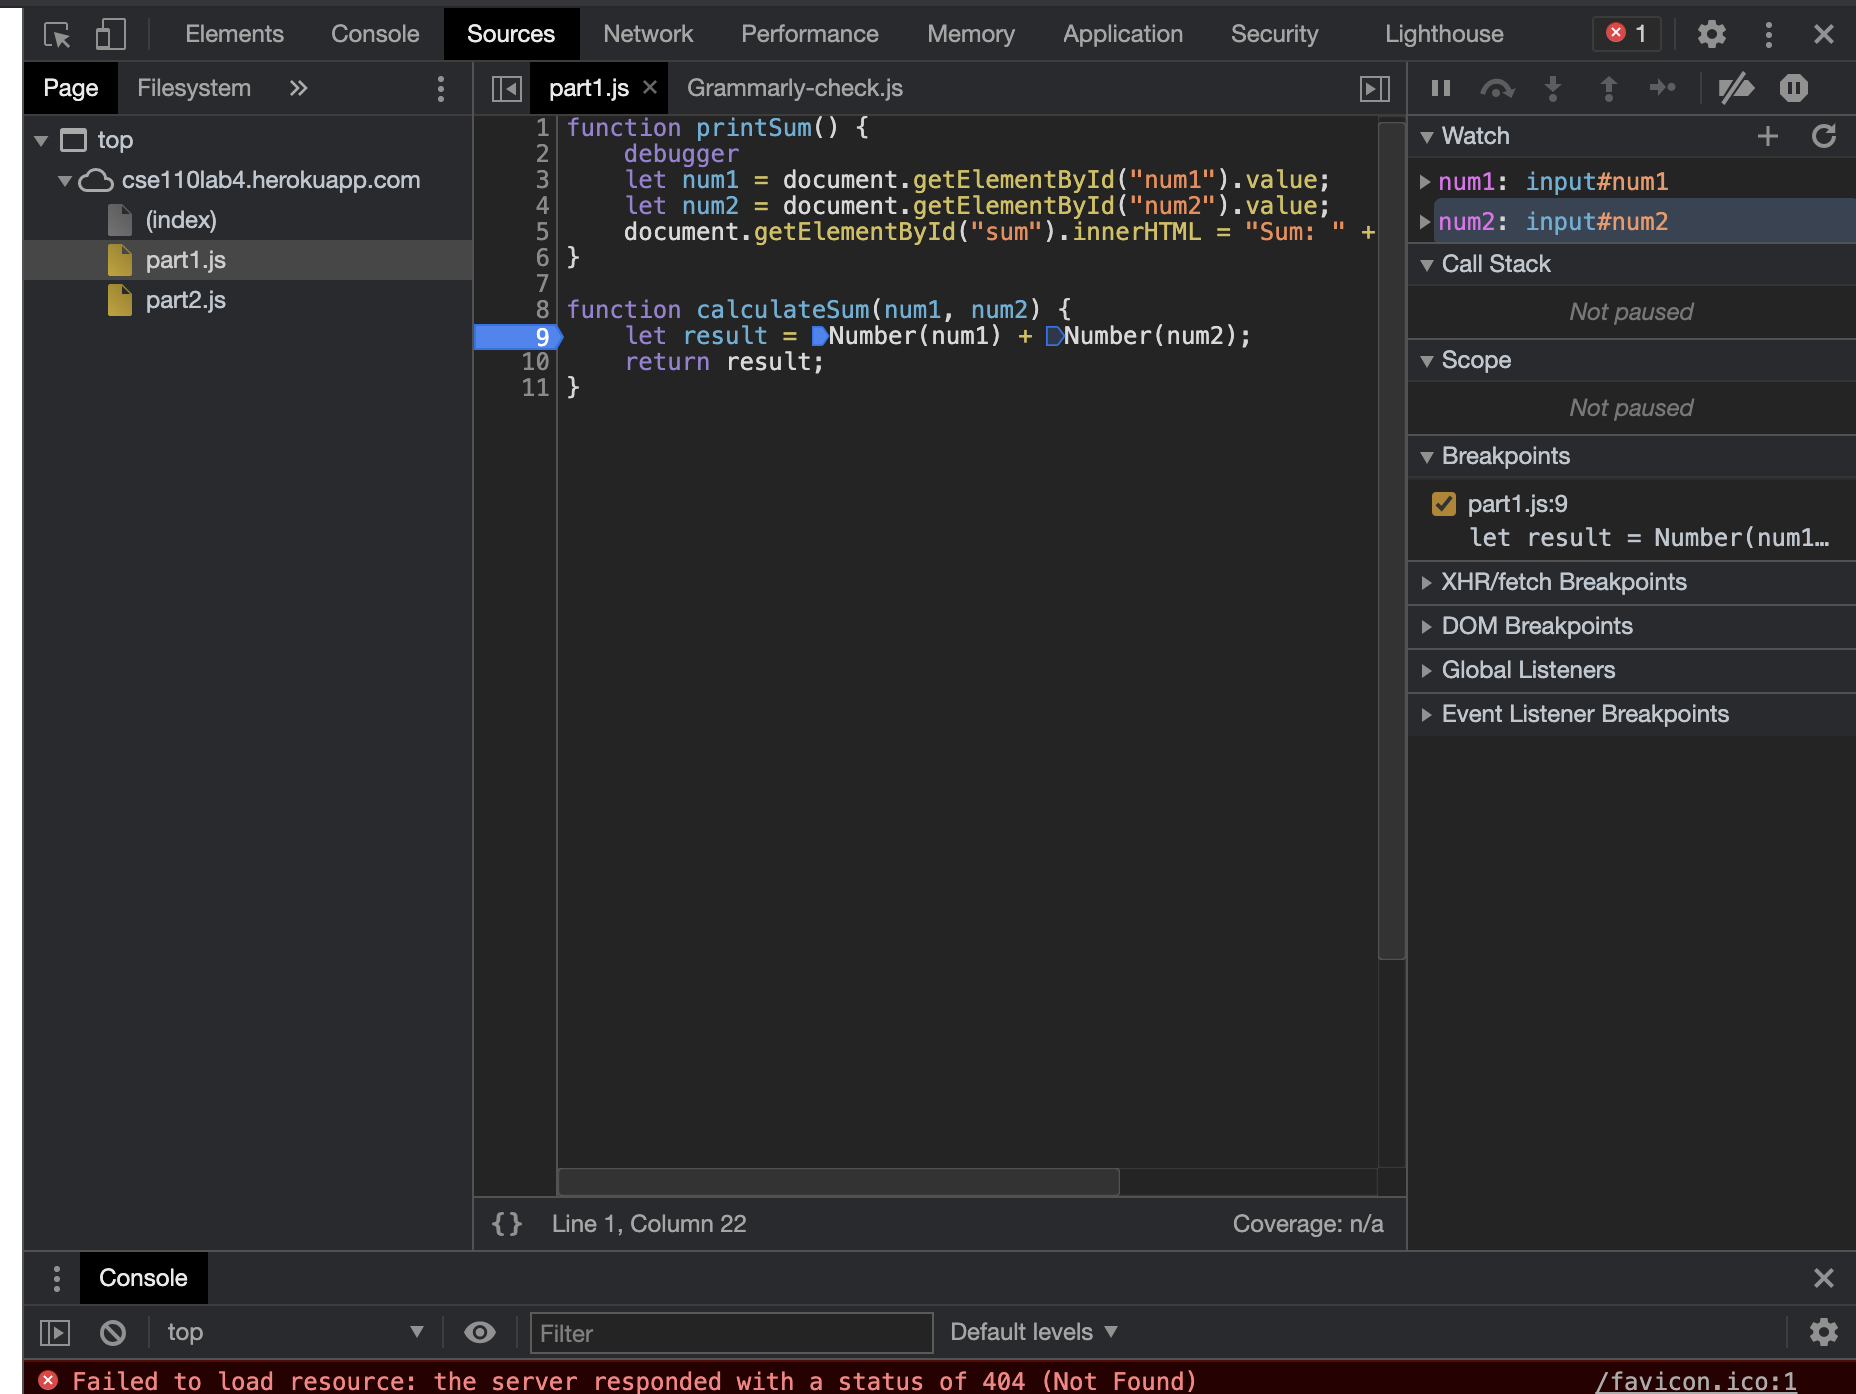 Elements Console Sources Network Performance Memory Application Security Lighthouse 1
Page Filesystem
top
cse110lab4.herokuapp.com
(index)
part1.js
part2.js
part1.js Grammarly-check.js
1 function printSum() {
2 debugger
3 let num1 = document.getElementById("num1").value;
4 let num2 = document.getElementById("num2").value;
5 document.getElementById("sum").innerHTML = "Sum: " +
6 }
7
8 function calculateSum(num1, num2) {
9 let result = Number(num1) + Number(num2);
10 return result;
11 }
{} Line 1, Column 22 Coverage: n/a
Watch
num1: input#num1
num2: input#num2
Call Stack
Not paused
Scope
Not paused
Breakpoints
part1.js:9
let result = Number(num1…
XHR/fetch Breakpoints
DOM Breakpoints
Global Listeners
Event Listener Breakpoints
Console
top Filter Default levels
Failed to load resource: the server responded with a status of 404 (Not Found) /favicon.ico:1